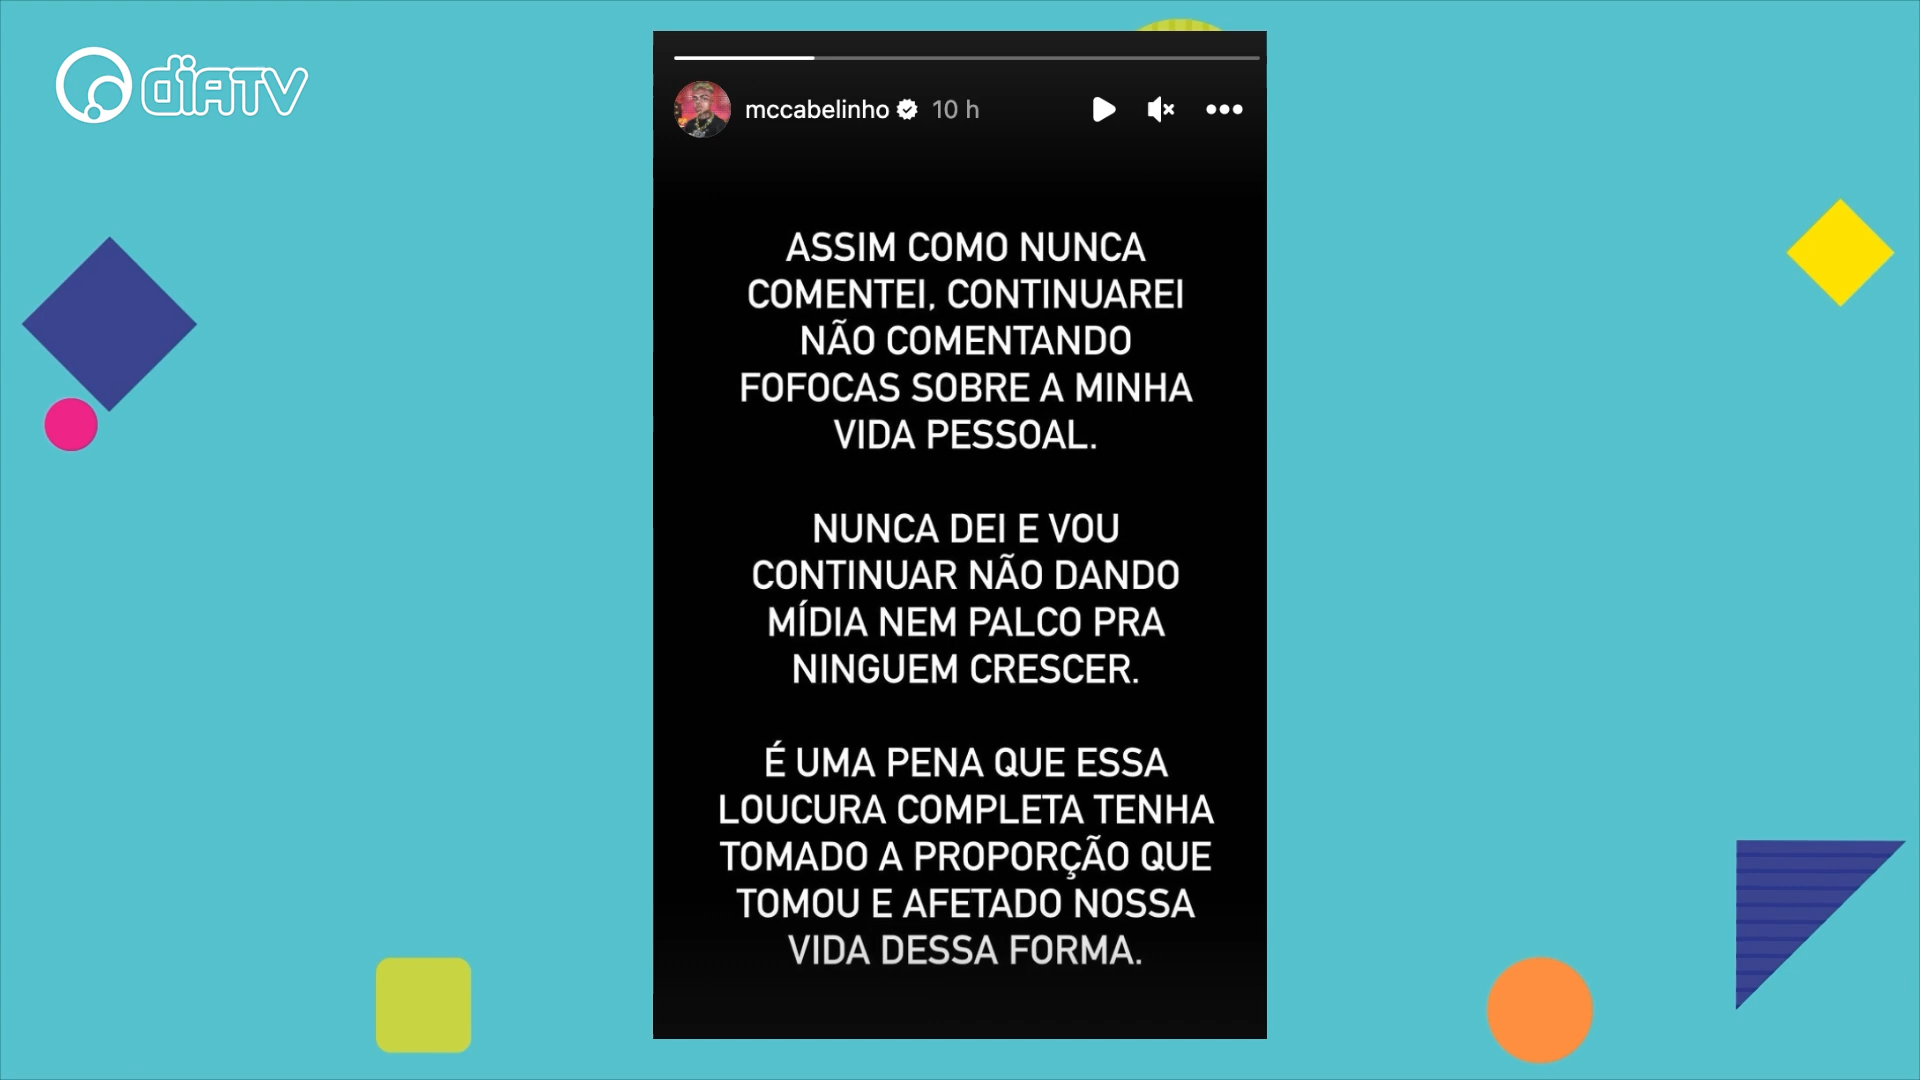 diATV
mccabelinho 10 h
ASSIM COMO NUNCA
COMENTEI, CONTINUAREI
NÃO COMENTANDO
FOFOCAS SOBRE A MINHA
VIDA PESSOAL.
NUNCA DEI E VOU
CONTINUAR NÃO DANDO
MÍDIA NEM PALCO PRA
NINGUEM CRESCER.
É UMA PENA QUE ESSA
LOUCURA COMPLETA TENHA
TOMADO A PROPORÇÃO QUE
TOMOU E AFETADO NOSSA
VIDA DESSA FORMA.